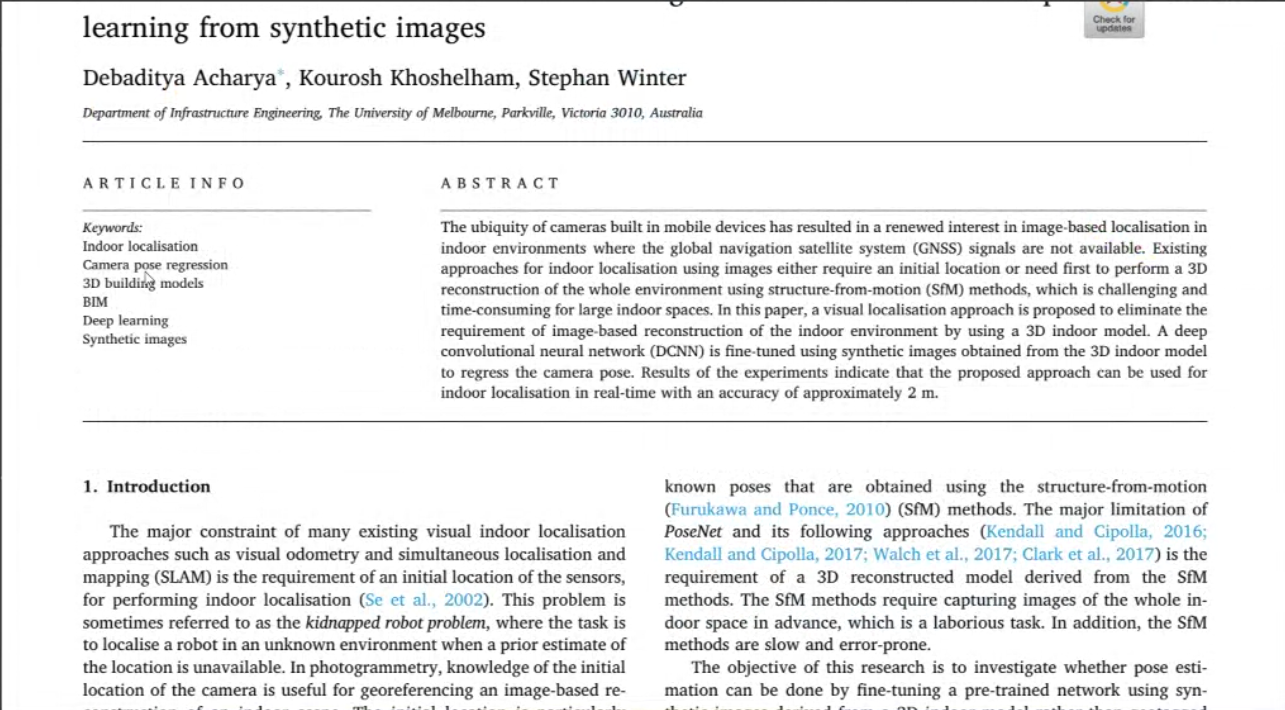 learning from synthetic images
Check for
updates
Debaditya Acharya*, Kourosh Khoshelham, Stephan Winter
Department of Infrastructure Engineering, The University of Melbourne, Parkville, Victoria 3010, Australia
ARTICLE INFO
Keywords:
Indoor localisation
Camera pose regression
3D building models
BIM
Deep learning
Synthetic images
ABSTRACT
The ubiquity of cameras built in mobile devices has resulted in a renewed interest in image-based localisation in
indoor environments where the global navigation satellite system (GNSS) signals are not available. Existing
approaches for indoor localisation using images either require an initial location or need first to perform a 3D
reconstruction of the whole environment using structure-from-motion (SfM) methods, which is challenging and
time-consuming for large indoor spaces. In this paper, a visual localisation approach is proposed to eliminate the
requirement of image-based reconstruction of the indoor environment by using a 3D indoor model. A deep
convolutional neural network (DCNN) is fine-tuned using synthetic images obtained from the 3D indoor model
to regress the camera pose. Results of the experiments indicate that the proposed approach can be used for
indoor localisation in real-time with an accuracy of approximately 2 m.
1. Introduction
The major constraint of many existing visual indoor localisation
approaches such as visual odometry and simultaneous localisation and
mapping (SLAM) is the requirement of an initial location of the sensors,
for performing indoor localisation (Se et al., 2002). This problem is
sometimes referred to as the kidnapped robot problem, where the task is
to localise a robot in an unknown environment when a prior estimate of
the location is unavailable. In photogrammetry, knowledge of the initial
location of the camera is useful for georeferencing an image-based re-
known poses that are obtained using the structure-from-motion
(Furukawa and Ponce, 2010) (SfM) methods. The major limitation of
PoseNet and its following approaches (Kendall and Cipolla, 2016;
Kendall and Cipolla, 2017; Walch et al., 2017; Clark et al., 2017) is the
requirement of a 3D reconstructed model derived from the SfM
methods. The SfM methods require capturing images of the whole in-
door space in advance, which is a laborious task. In addition, the SfM
methods are slow and error-prone.
The objective of this research is to investigate whether pose esti-
mation can be done by fine-tuning a pre-trained network using syn-